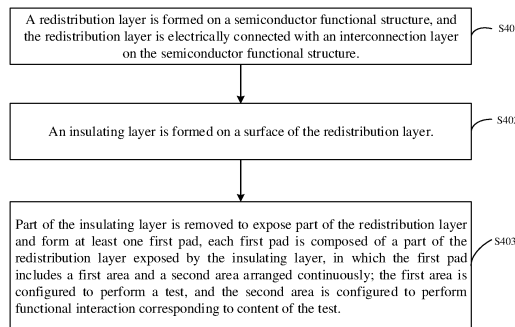 A redistribution layer is formed on a semiconductor functional structure, and
the redistribution layer is electrically connected with an interconnection layer
on the semiconductor functional structure.
S40
An insulating layer is formed on a surface of the redistribution layer.
S402
Part of the insulating layer is removed to expose part of the redistribution layer
and form at least one first pad, each first pad is composed of a part of the
redistribution layer exposed by the insulating layer, in which the first pad
includes a first area and a second area arranged continuously; the first area is
configured to perform a test, and the second area is configured to perform
functional interaction corresponding to content of the test.
S403